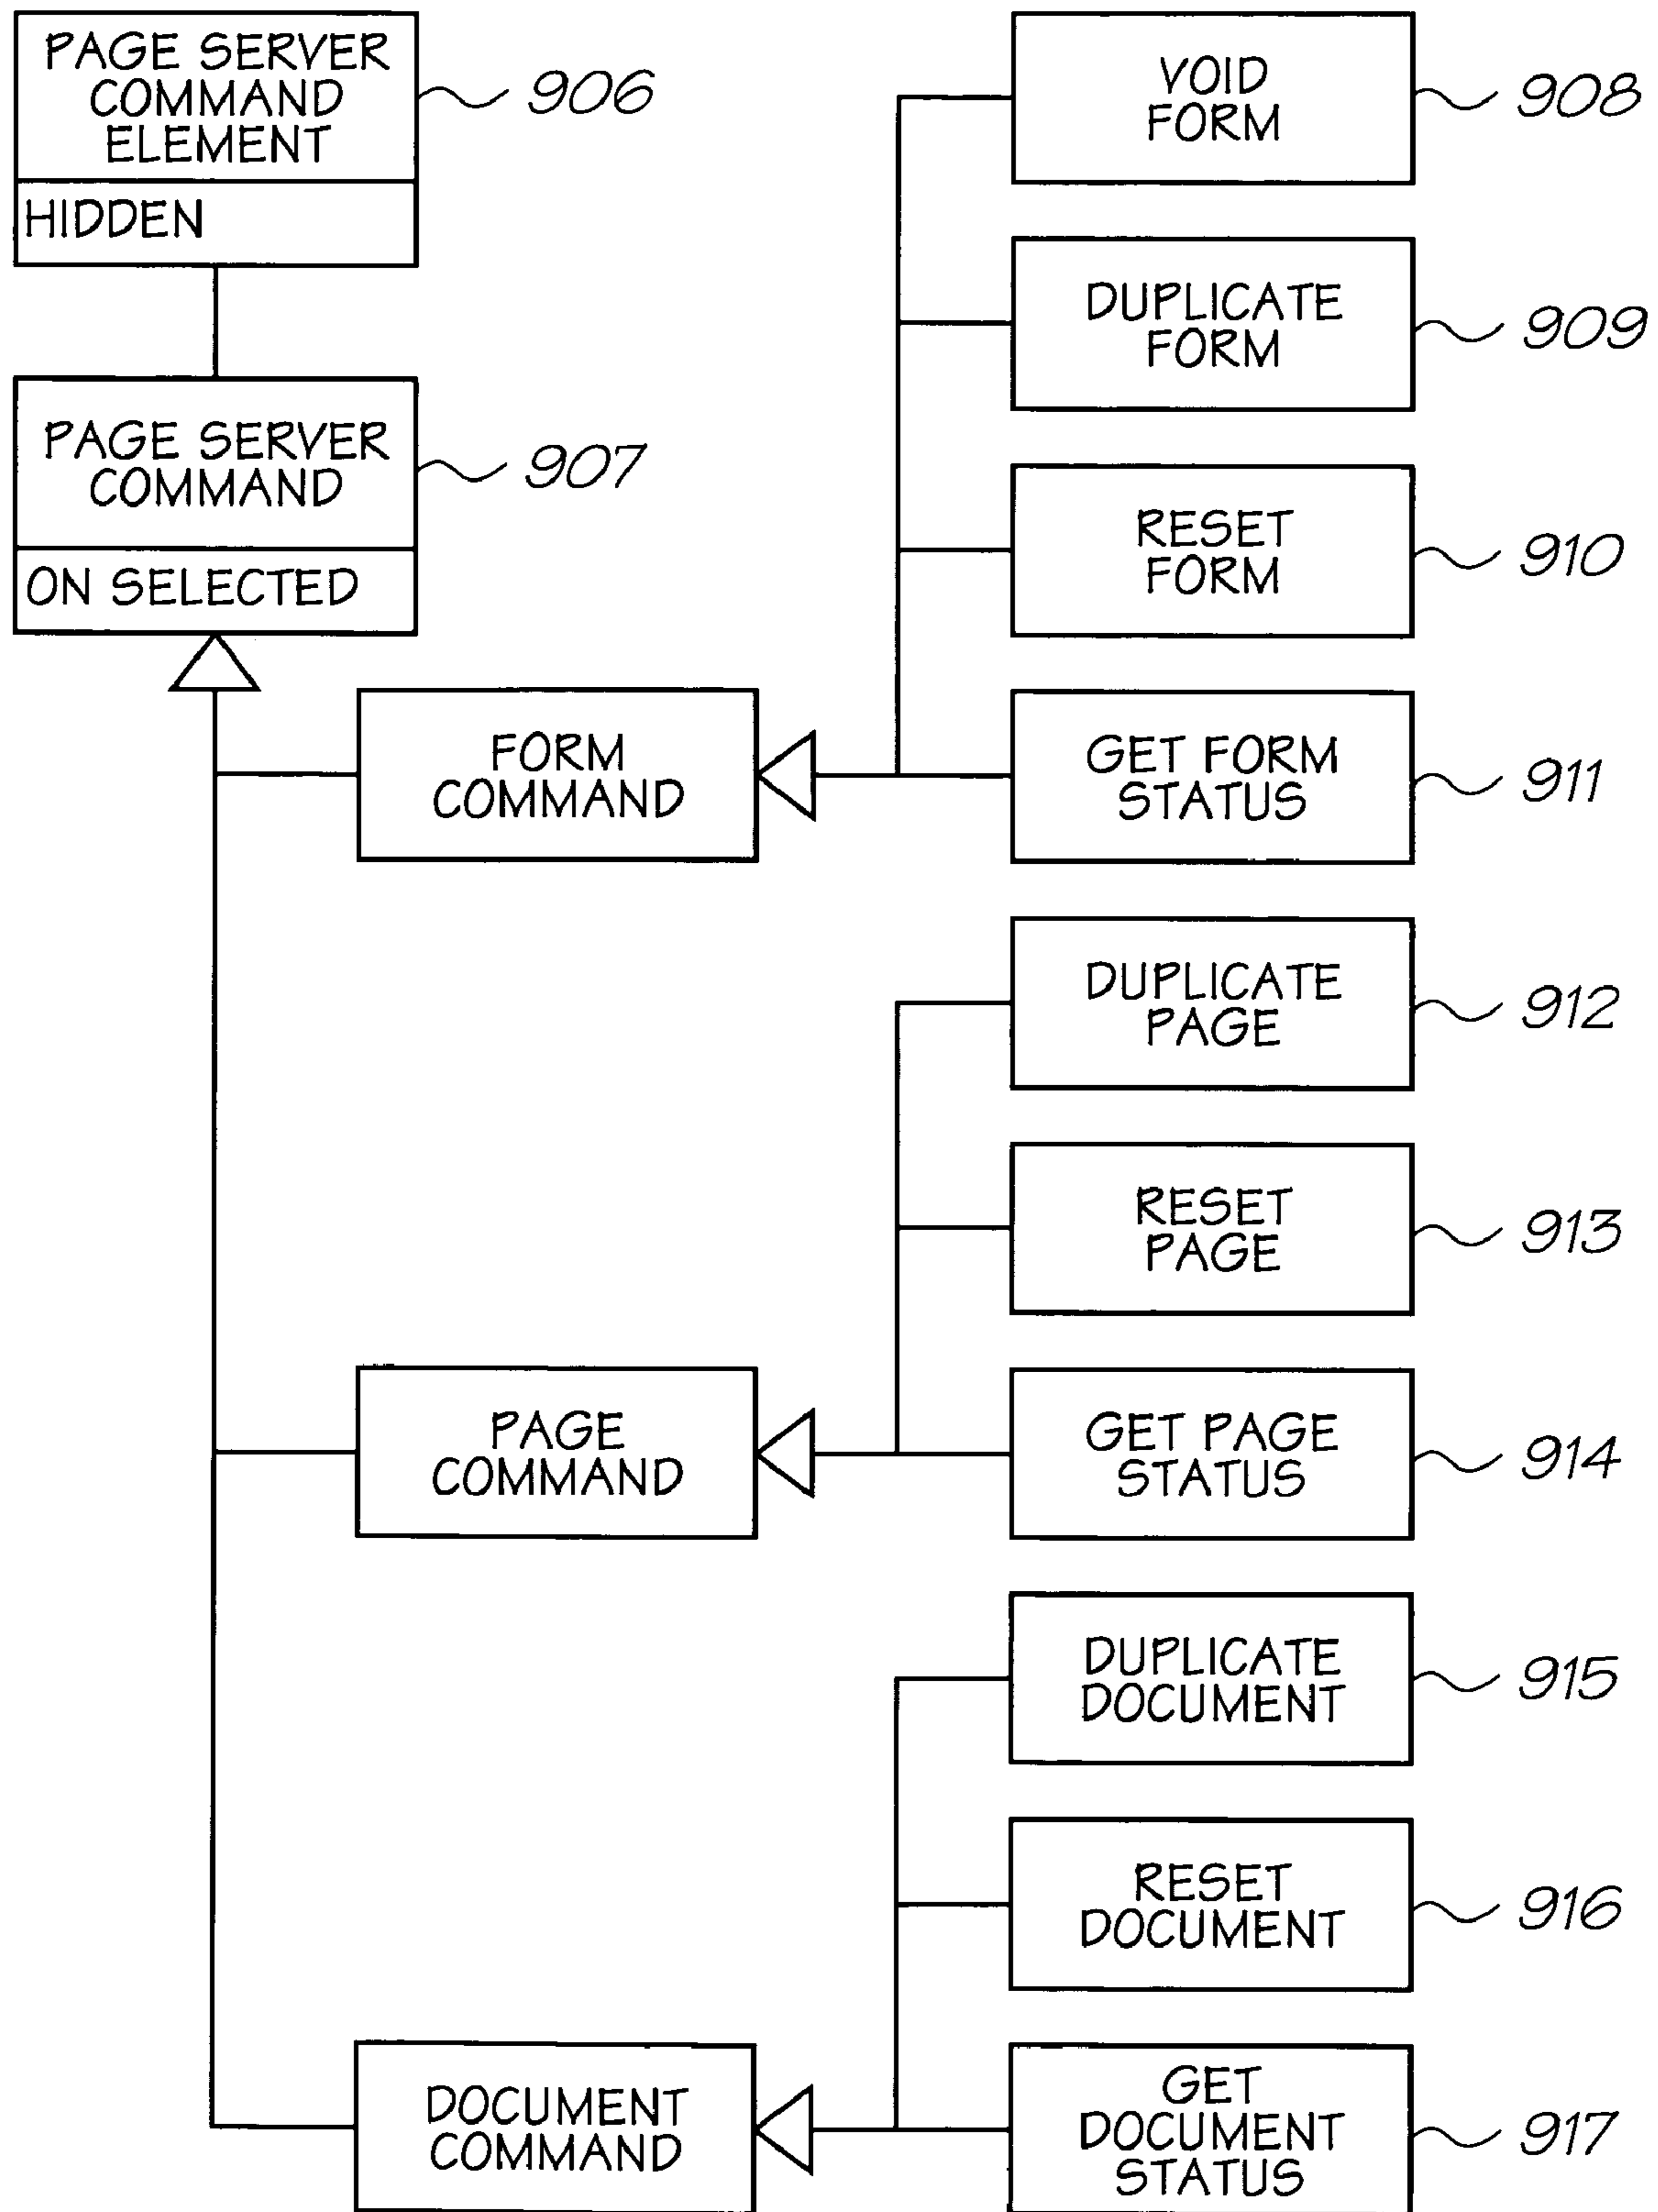 PAGE SERVER
COMMAND
ELEMENT
906
HIDDEN
PAGE SERVER
COMMAND
907
ON SELECTED
FORM
COMMAND
VOID
FORM
908
DUPLICATE
FORM
909
RESET
FORM
910
GET FORM
STATUS
911
PAGE
COMMAND
DUPLICATE
PAGE
912
RESET
PAGE
913
GET PAGE
STATUS
914
DOCUMENT
COMMAND
DUPLICATE
DOCUMENT
915
RESET
DOCUMENT
916
GET
DOCUMENT
STATUS
917